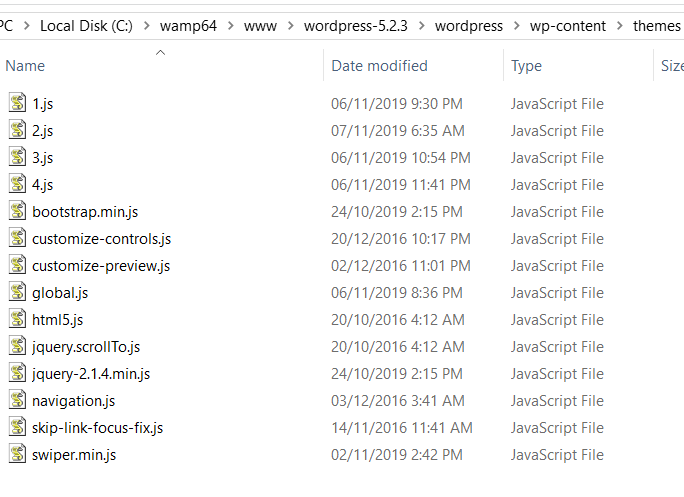 PC > Local Disk (C:) > wamp64 > www > wordpress-5.2.3 > wordpress > wp-content > themes
Name Date modified Type Size
1.js 06/11/2019 9:30 PM JavaScript File
2.js 07/11/2019 6:35 AM JavaScript File
3.js 06/11/2019 10:54 PM JavaScript File
4.js 06/11/2019 11:41 PM JavaScript File
bootstrap.min.js 24/10/2019 2:15 PM JavaScript File
customize-controls.js 20/12/2016 10:17 PM JavaScript File
customize-preview.js 02/12/2016 11:01 PM JavaScript File
global.js 06/11/2019 8:36 PM JavaScript File
html5.js 20/10/2016 4:12 AM JavaScript File
jquery.scrollTo.js 20/10/2016 4:12 AM JavaScript File
jquery-2.1.4.min.js 24/10/2019 2:15 PM JavaScript File
navigation.js 03/12/2016 3:41 AM JavaScript File
skip-link-focus-fix.js 14/11/2016 11:41 AM JavaScript File
swiper.min.js 02/11/2019 2:42 PM JavaScript File